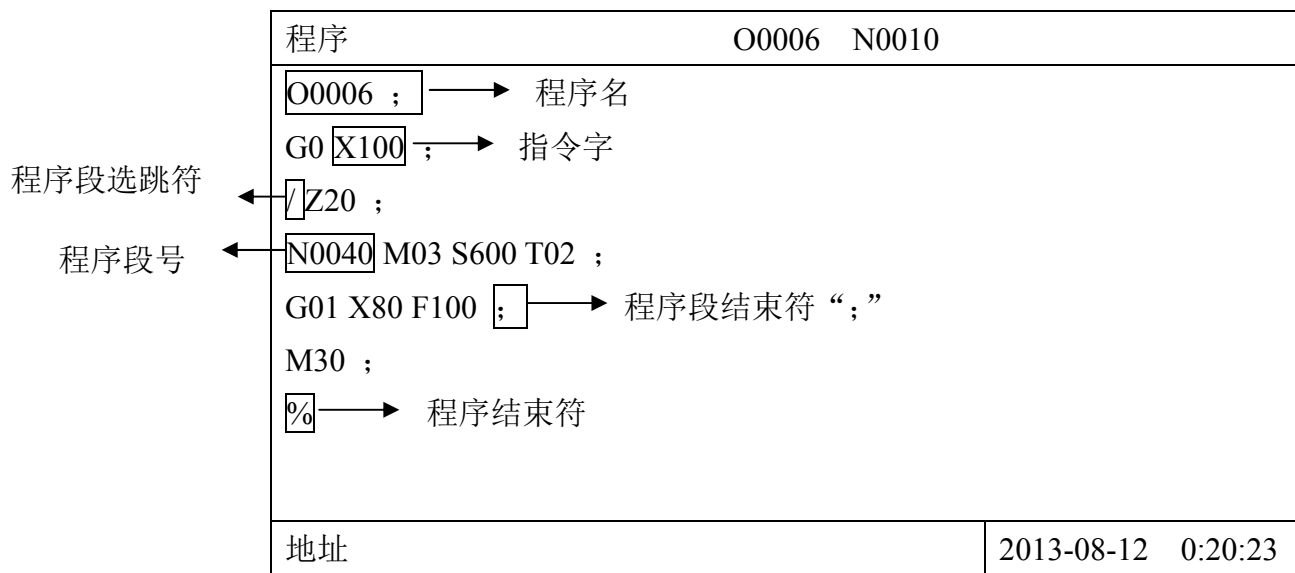 程序 O0006 N0010
O0006 ; 程序名
G0 X100 ; 指令字
程序段选跳符 / Z20 ;
程序段号 N0040 M03 S600 T02 ;
G01 X80 F100 ; 程序段结束符“;”
M30 ;
% 程序结束符
地址 2013-08-12 0:20:23